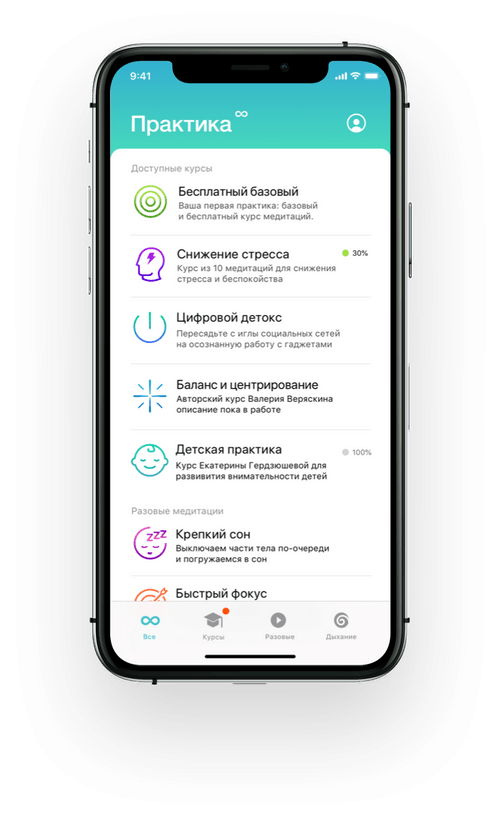 9:41
Практика∞
Доступные курсы
Бесплатный базовый
Ваша первая практика: базовый
и бесплатный курс медитаций.
Снижение стресса
30%
Курс из 10 медитаций для снижения
стресса и беспокойства
Цифровой детокс
Пересядьте с иглы социальных сетей
на осознанную работу с гаджетами
Баланс и центрирование
Авторский курс Валерия Веряскина
описание пока в работе
Детская практика
100%
Курс Екатерины Гердзюшевой для
развивития внимательности детей
Разовые медитации
zzz
Крепкий сон
Выключаем части тела по-очереди
и погружаемся в сон
Быстрый фокус
Все
Курсы
Разовые
Дыхание